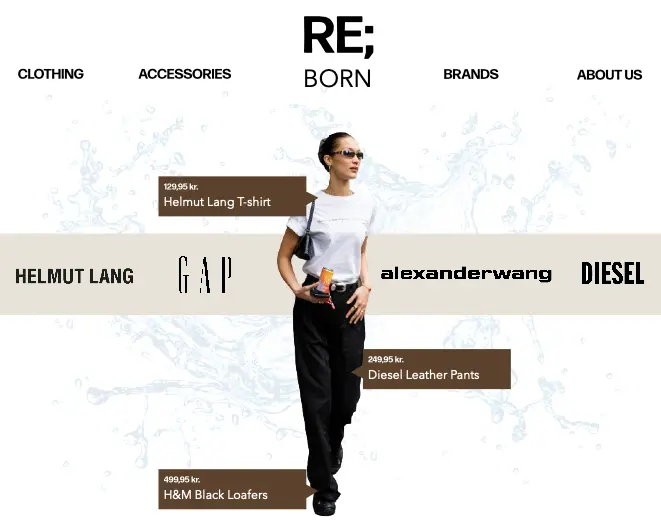 RE;
BORN
CLOTHING
ACCESSORIES
BRANDS
ABOUT US
129,95 kr.
Helmut Lang T-shirt
HELMUT LANG
GAP
alexanderwang
DIESEL
249,95 kr.
Diesel Leather Pants
499,95 kr.
H&M Black Loafers